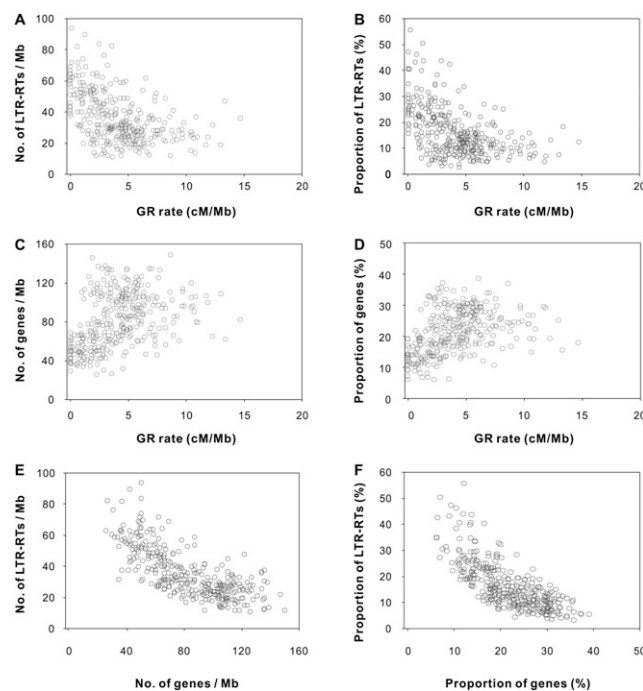 A
No. of LTR-RTs / Mb
100
80
60
40
20
0
0 5 10 15 20
GR rate (cM/Mb)
B
Proportion of LTR-RTs (%)
60
50
40
30
20
10
0
0 5 10 15 20
GR rate (cM/Mb)
C
No. of genes / Mb
160
120
80
40
0
0 5 10 15 20
GR rate (cM/Mb)
D
Proportion of genes (%)
50
40
30
20
10
0
0 5 10 15 20
GR rate (cM/Mb)
E
No. of LTR-RTs / Mb
100
80
60
40
20
0
0 40 80 120 160
No. of genes / Mb
F
Proportion of LTR-RTs (%)
60
50
40
30
20
10
0
0 10 20 30 40 50
Proportion of genes (%)